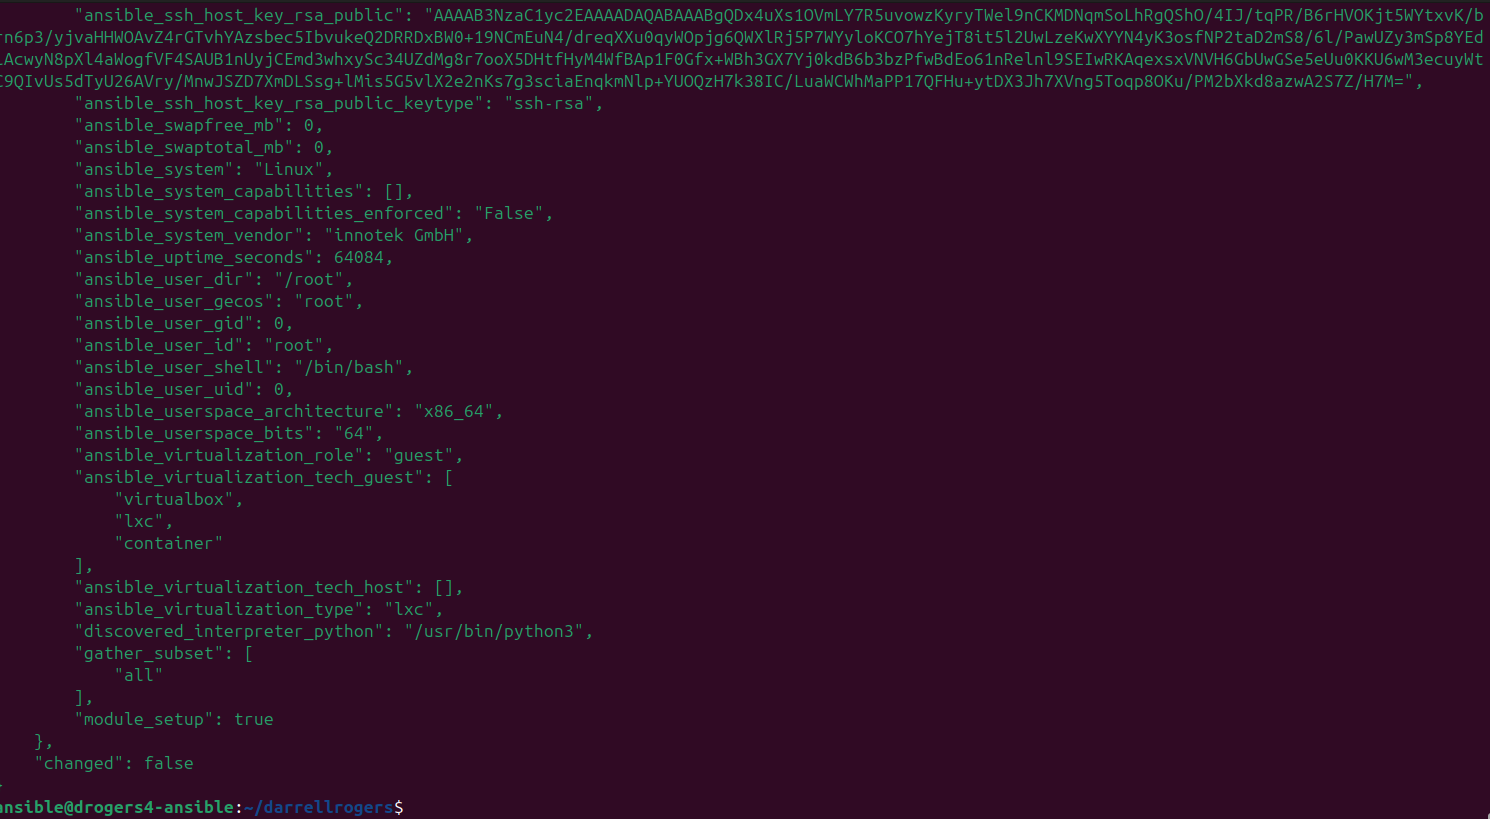 "ansible_ssh_host_key_rsa_public": "AAAAB3NzaC1yc2EAAAADAQABAAABgQDx4uXs1OVmLY7R5uvowzKyryTWel9nCKMDNqmSoLhRgQShO/4IJ/tqPR/B6rHVOKjt5WYtxvK/b
rn6p3/yjvaHHWOAvZ4rGTvhYAzsbec5IbvukeQ2DRRDxBW0+19NCmEuN4/dreqXXu0qyWOpjg6QWXlRj5P7WYyloKCO7hYejT8it5l2UwLzeKwXYYN4yK3osfNP2taD2mS8/6l/PawUZy3mSp8YEd
AcwyN8pXl4aWogfVF4SAUB1nUyjCEmd3whxySc34UZdMg8r7ooX5DHtfHyM4WfBAp1F0Gfx+WBh3GX7Yj0kdB6b3bzPfwBdEo61nRelnl9SEIwRKAqexsxVNVH6GbUwGSe5eUu0KKU6wM3ecuyWt
C9QIvUs5dTyU26AVry/MnwJSZD7XmDLSsg+lMis5G5vlX2e2nKs7g3sciaEnqkmNlp+YUOQzH7k38IC/LuaWCWhMaPP17QFHu+ytDX3Jh7XVng5Toqp8OKu/PM2bXkd8azwA2S7Z/H7M=",
"ansible_ssh_host_key_rsa_public_keytype": "ssh-rsa",
"ansible_swapfree_mb": 0,
"ansible_swaptotal_mb": 0,
"ansible_system": "Linux",
"ansible_system_capabilities": [],
"ansible_system_capabilities_enforced": "False",
"ansible_system_vendor": "innotek GmbH",
"ansible_uptime_seconds": 64084,
"ansible_user_dir": "/root",
"ansible_user_gecos": "root",
"ansible_user_gid": 0,
"ansible_user_id": "root",
"ansible_user_shell": "/bin/bash",
"ansible_user_uid": 0,
"ansible_userspace_architecture": "x86_64",
"ansible_userspace_bits": "64",
"ansible_virtualization_role": "guest",
"ansible_virtualization_tech_guest": [
"virtualbox",
"lxc",
"container"
],
"ansible_virtualization_tech_host": [],
"ansible_virtualization_type": "lxc",
"discovered_interpreter_python": "/usr/bin/python3",
"gather_subset": [
"all"
],
"module_setup": true
},
"changed": false
}
ansible@drogers4-ansible:~/darrellrogers$